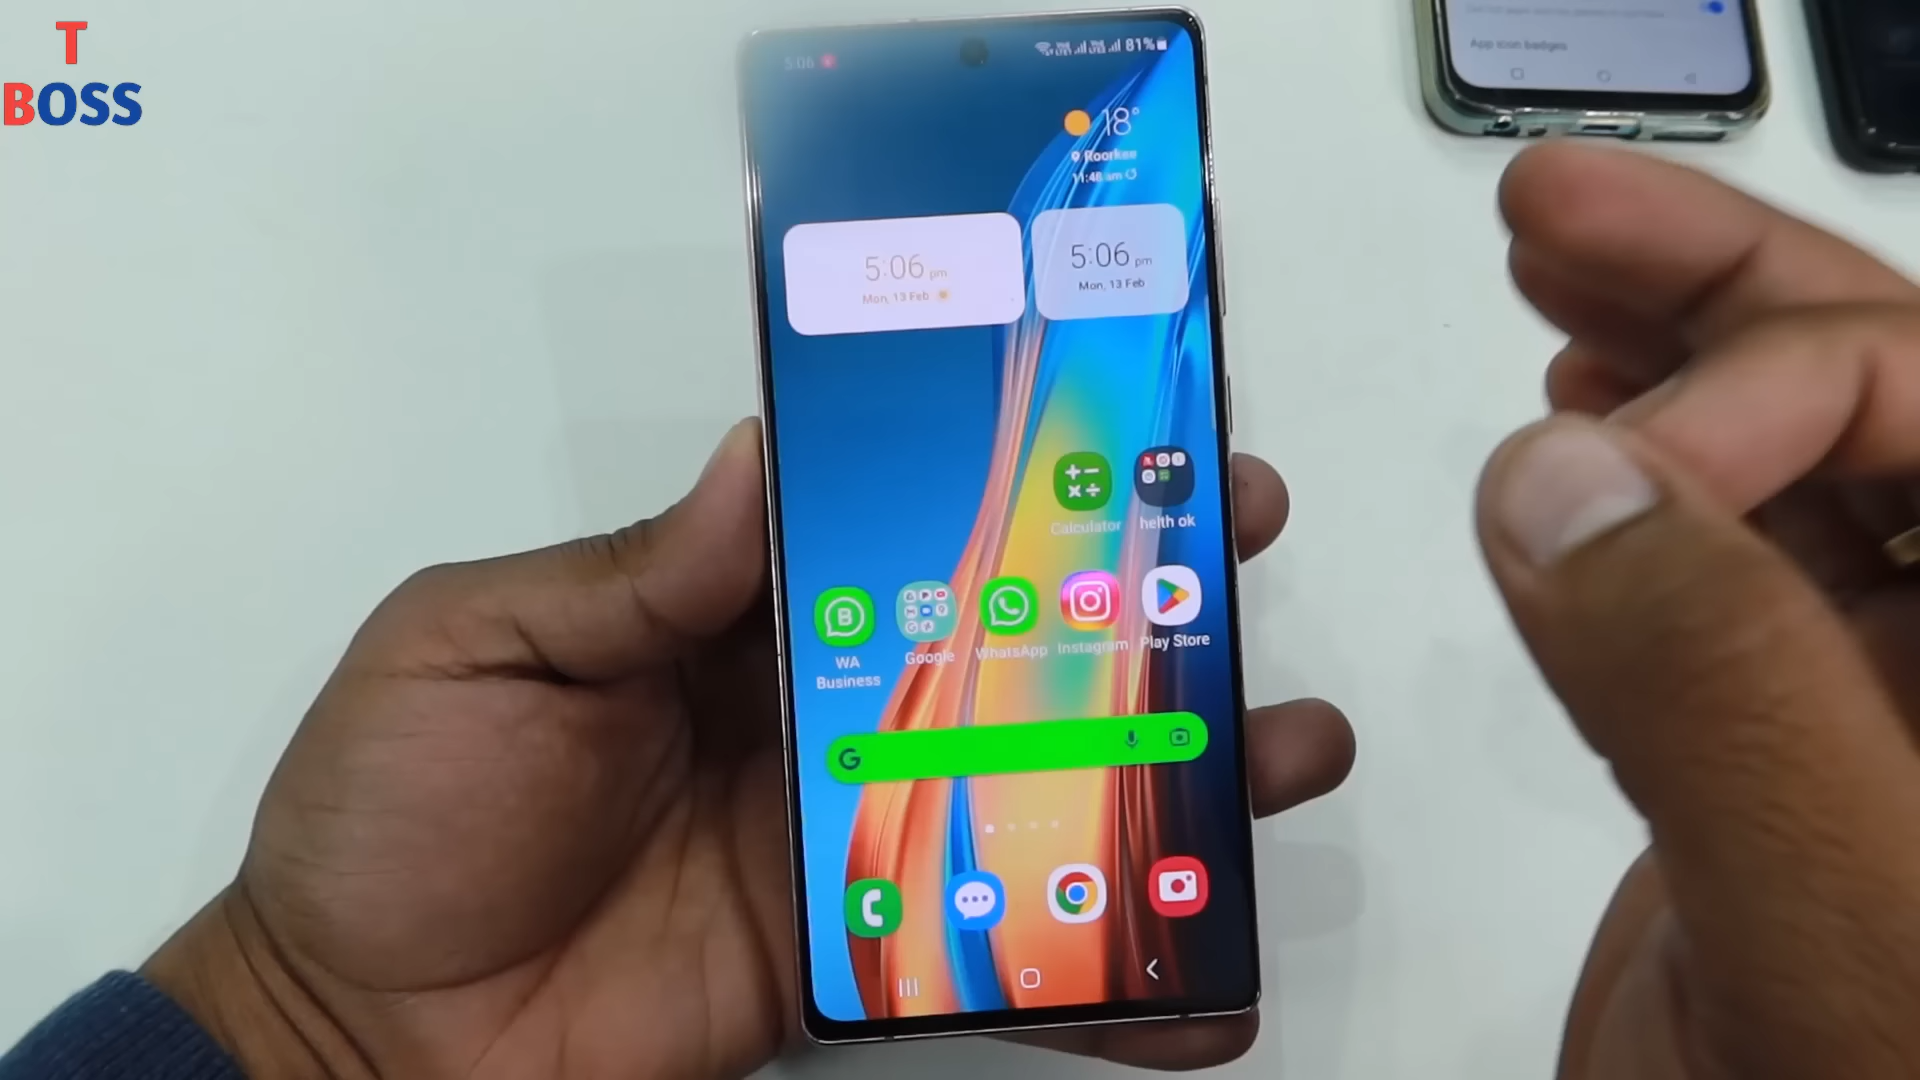 T
BOSS
5:06
81%
18°
Roorkee
11:48 am
5:06 pm
Mon, 13 Feb
5:06 pm
Mon, 13 Feb
Calculator
helth ok
WA
Business
Google
WhatsApp
Instagram
Play Store
App icon badges